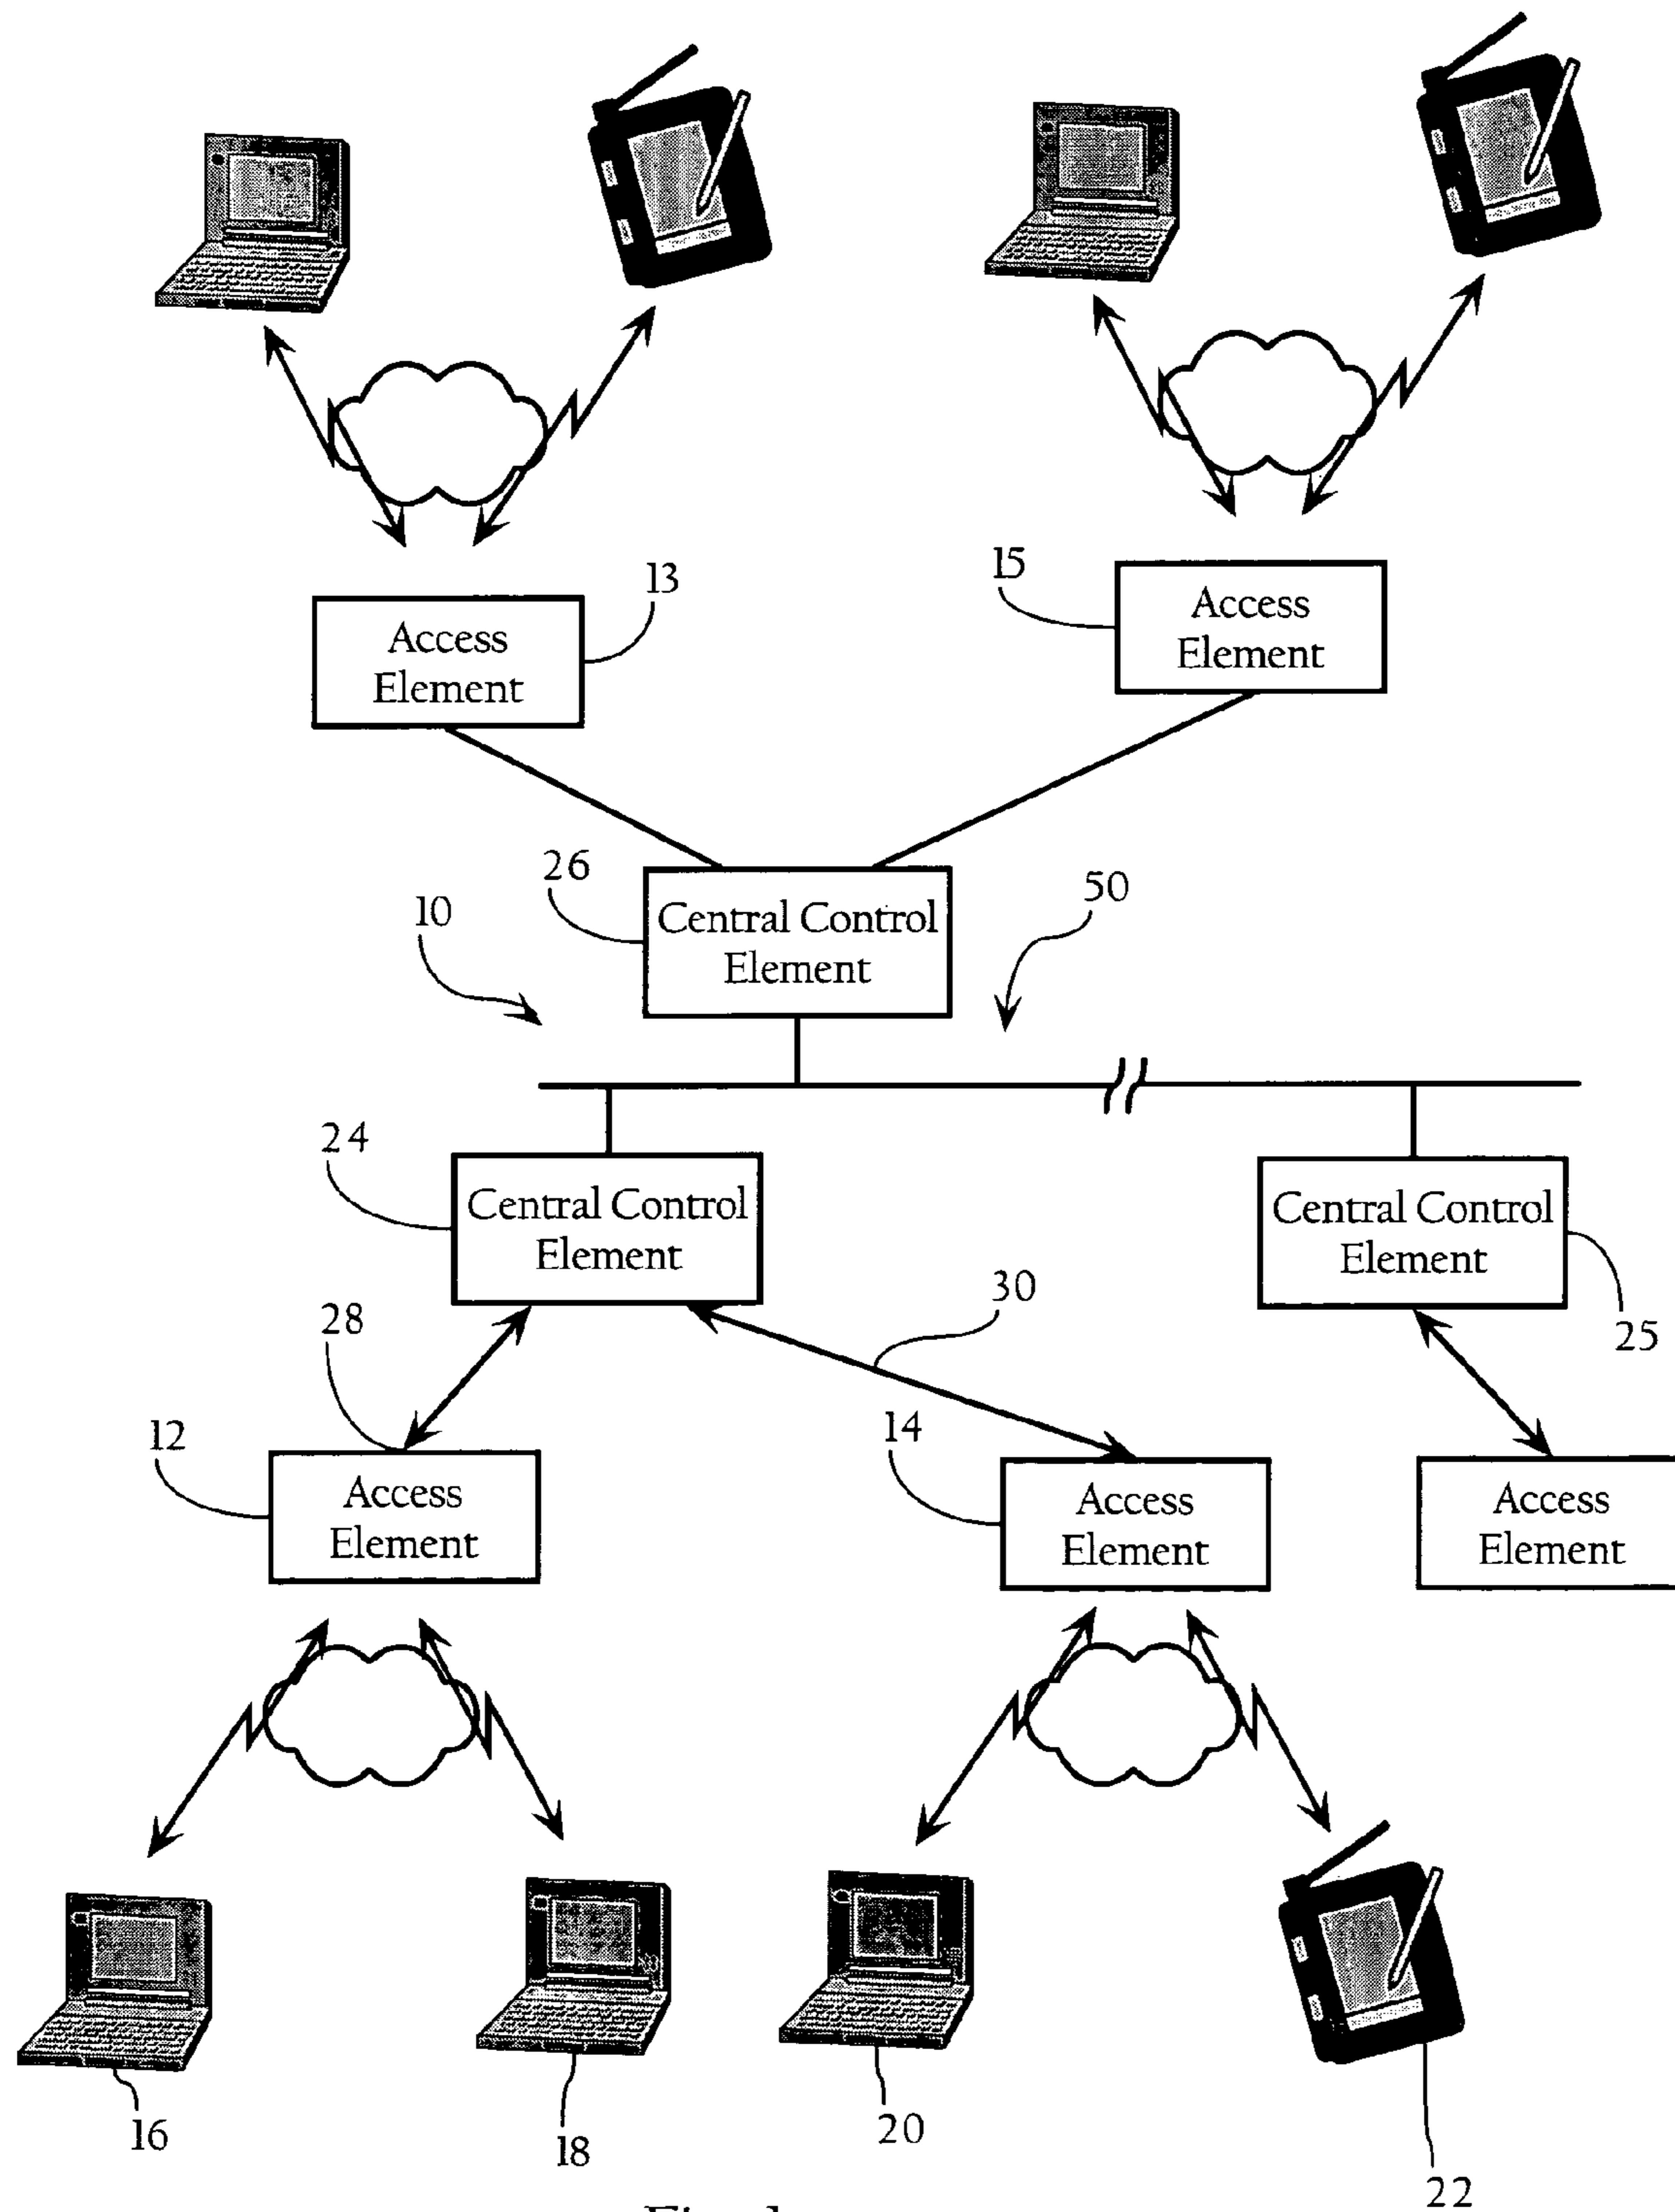 13
15
Access
Element
Access
Element
26
10
50
Central Control
Element
24
Central Control
Element
Central Control
Element
28
30
25
12
14
Access
Element
Access
Element
Access
Element
16
18
20
22